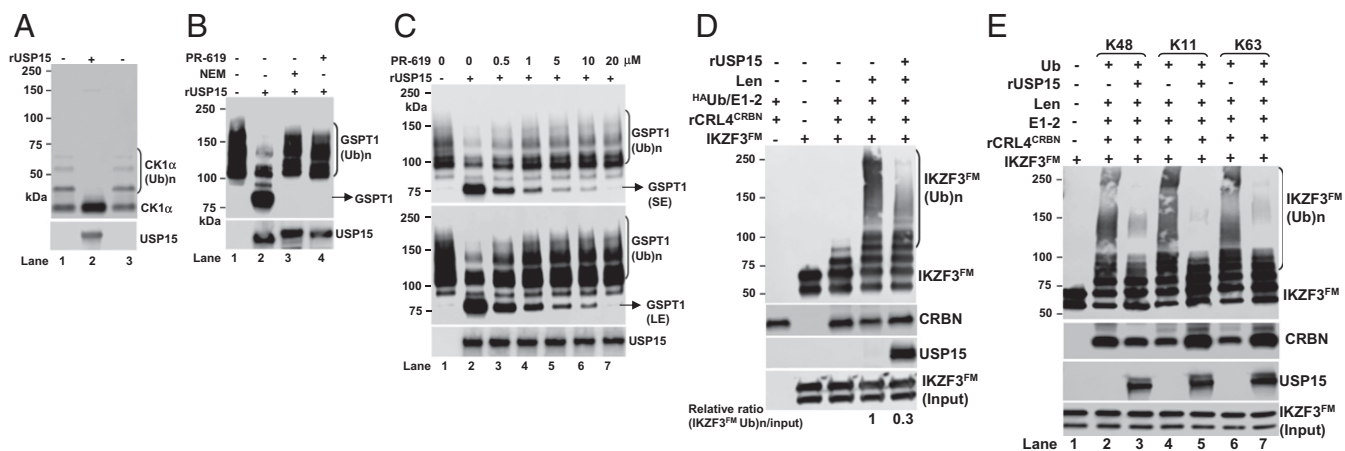 A
rUSP15 - + -
250
150
100
75
50
kDa
25
CK1α (Ub)n
CK1α
USP15
Lane 1 2 3
B
PR-619 - - - +
NEM - - + -
rUSP15 - + + +
250
150
100
75
kDa
GSPT1 (Ub)n
GSPT1
USP15
Lane 1 2 3 4
C
PR-619 0 0 0.5 1 5 10 20 μM
rUSP15 - + + + + + +
kDa
250
150
100
75
GSPT1 (Ub)n
GSPT1 (SE)
250
150
100
75
GSPT1 (Ub)n
GSPT1 (LE)
USP15
Lane 1 2 3 4 5 6 7
D
rUSP15 - - - - +
Len - - - + +
HAUb/E1-2 + - + + +
rCRL4CRBN + - + + +
IKZF3FM - + + + +
250
150
100
75
50
IKZF3FM (Ub)n
IKZF3FM
CRBN
USP15
IKZF3FM (Input)
Relative ratio (IKZF3FM Ub)n/input) 1 0.3
E
K48 K11 K63
Ub - + + + + + +
rUSP15 - - + - + - +
Len - + + + + + +
E1-2 - + + + + + +
rCRL4CRBN - + + + + + +
IKZF3FM + + + + + + +
250
150
100
75
50
IKZF3FM (Ub)n
IKZF3FM
CRBN
USP15
IKZF3FM (Input)
Lane 1 2 3 4 5 6 7